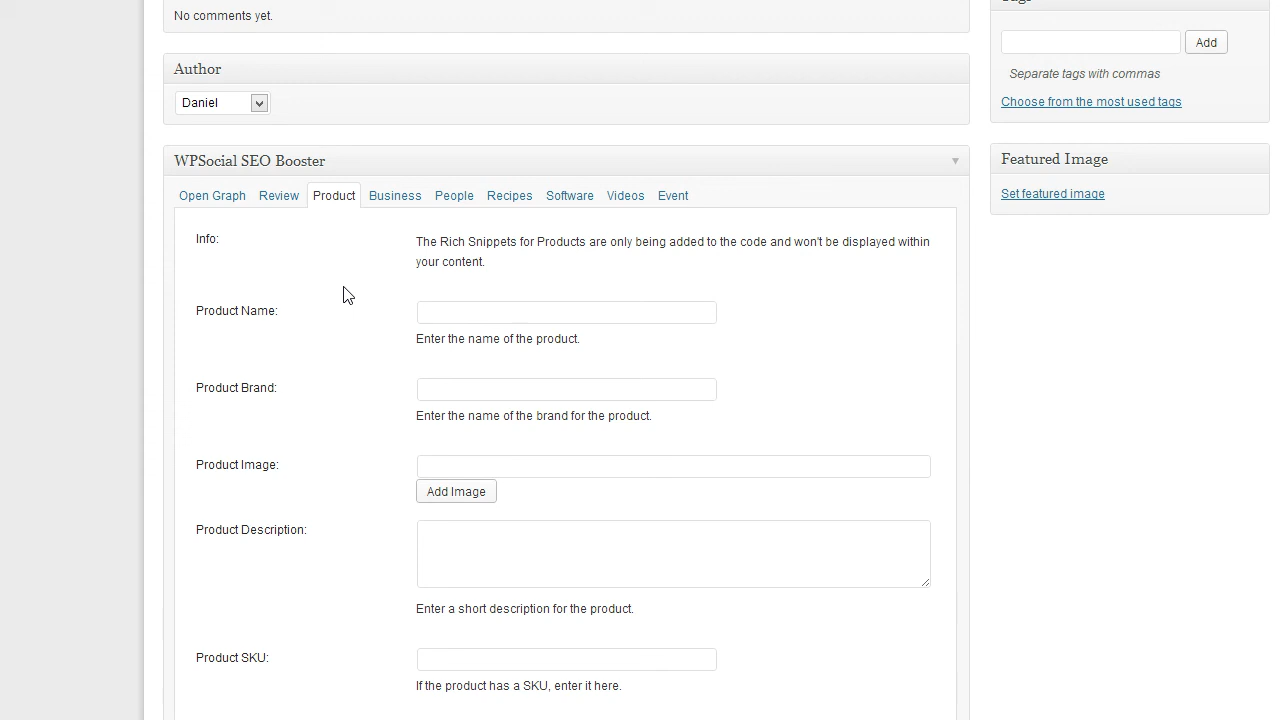 No comments yet.
Author
Daniel
WPSocial SEO Booster
Open Graph Review Product Business People Recipes Software Videos Event
Info:
The Rich Snippets for Products are only being added to the code and won't be displayed within
your content.
Product Name:
Enter the name of the product.
Product Brand:
Enter the name of the brand for the product.
Product Image:
Add Image
Product Description:
Enter a short description for the product.
Product SKU:
If the product has a SKU, enter it here.
Add
Separate tags with commas
Choose from the most used tags
Featured Image
Set featured image